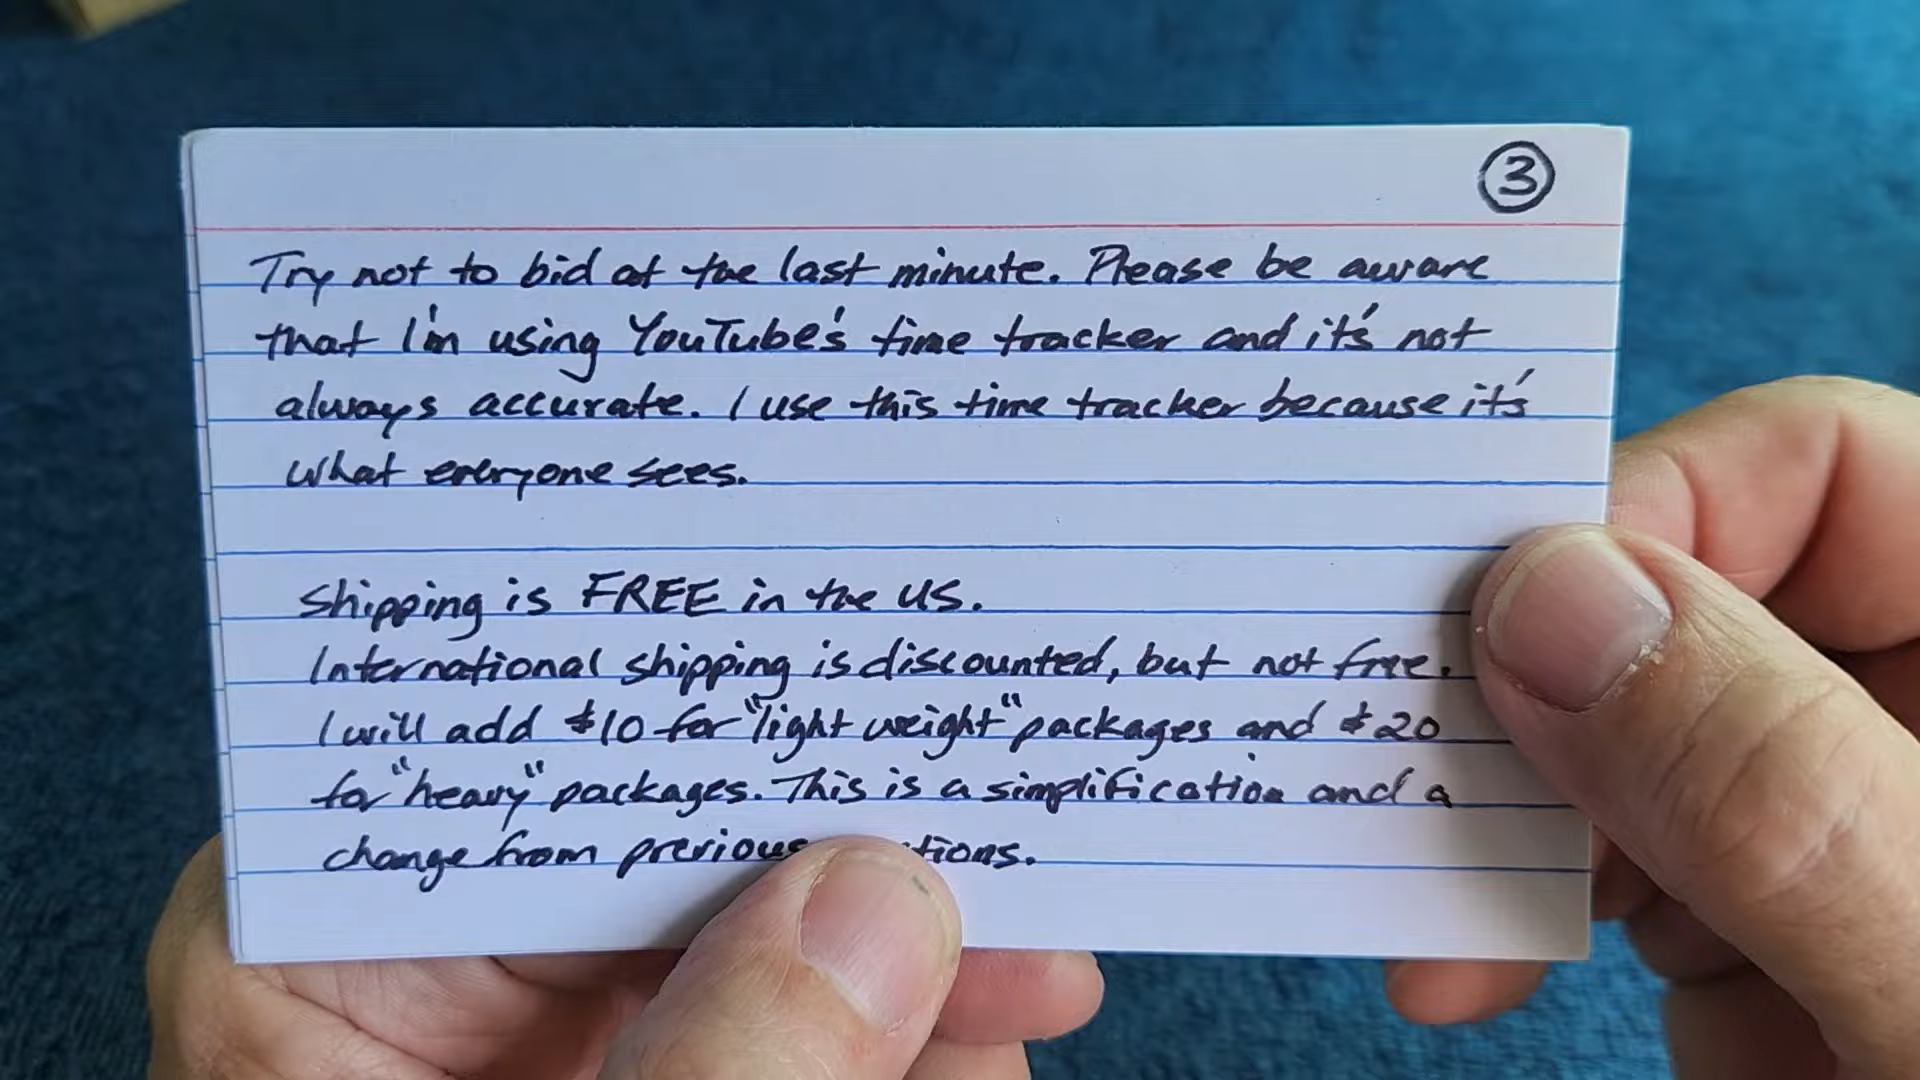 3
Try not to bid at the last minute. Please be aware
that I'm using YouTube's time tracker and it's not
always accurate. I use this time tracker because it's
what everyone sees.
Shipping is FREE in the US.
International shipping is discounted, but not free.
I will add $10 for "light weight" packages and $20
for "heavy" packages. This is a simplification and a
change from previous